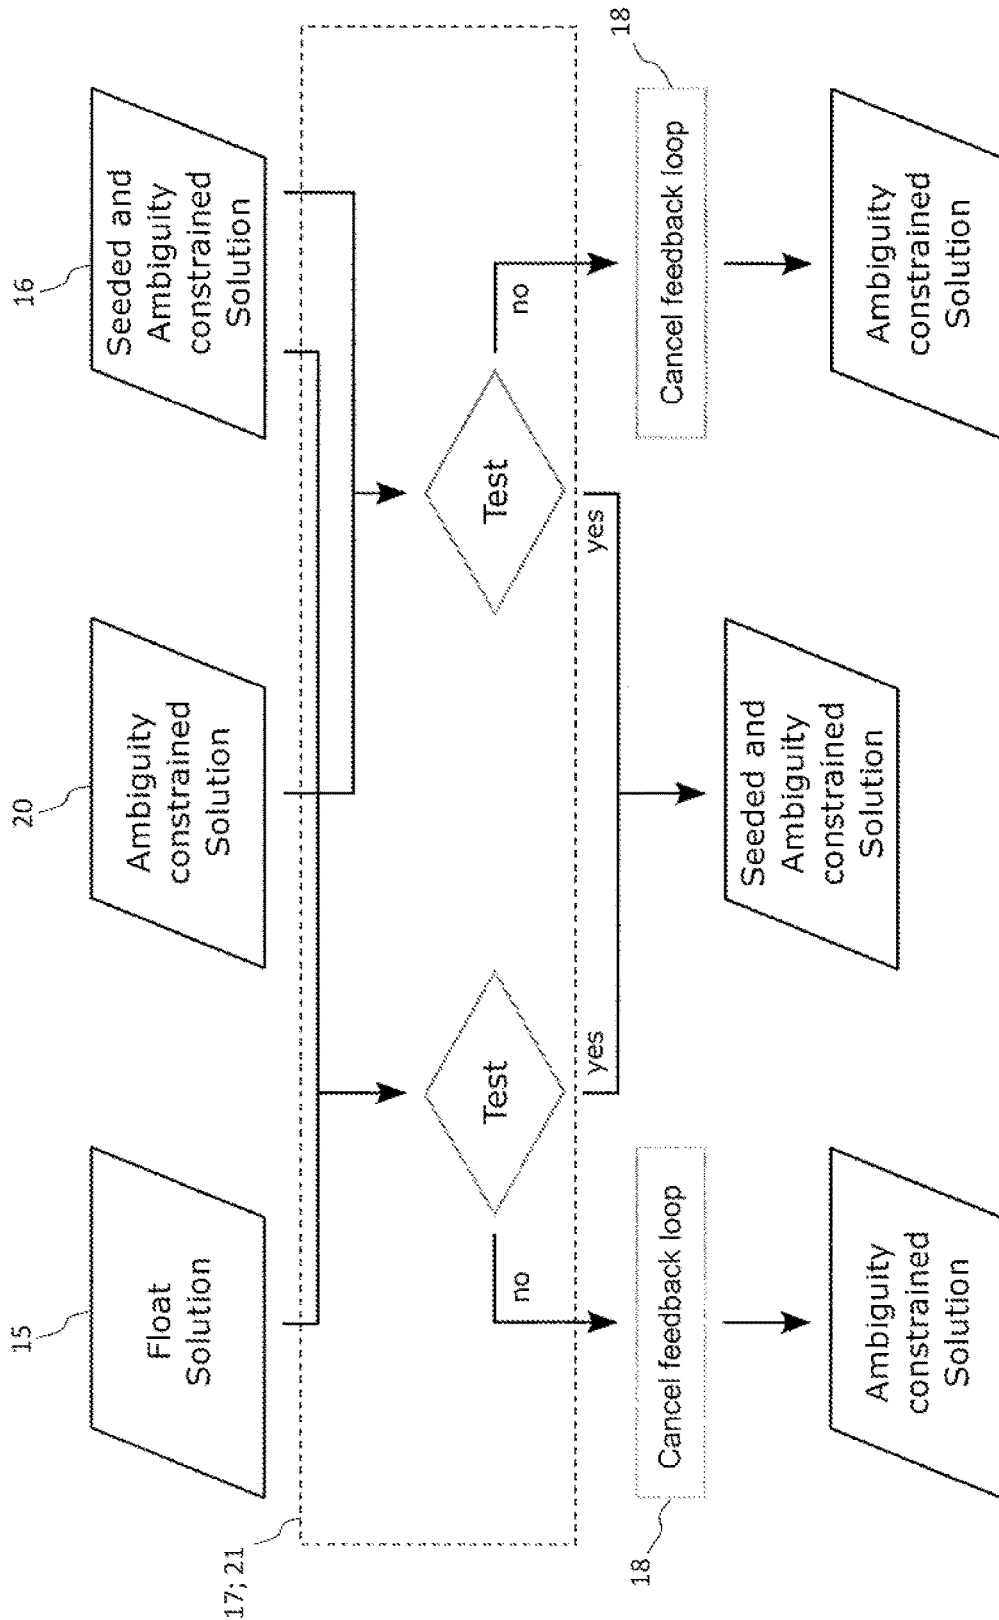 15
20
16
Float
Solution
Ambiguity
constrained
Solution
Seeded and
Ambiguity
constrained
Solution
17; 21
Test
Test
no
yes
yes
no
18
Cancel feedback loop
Cancel feedback loop
18
Seeded and
Ambiguity
constrained
Solution
Ambiguity
constrained
Solution
Ambiguity
constrained
Solution